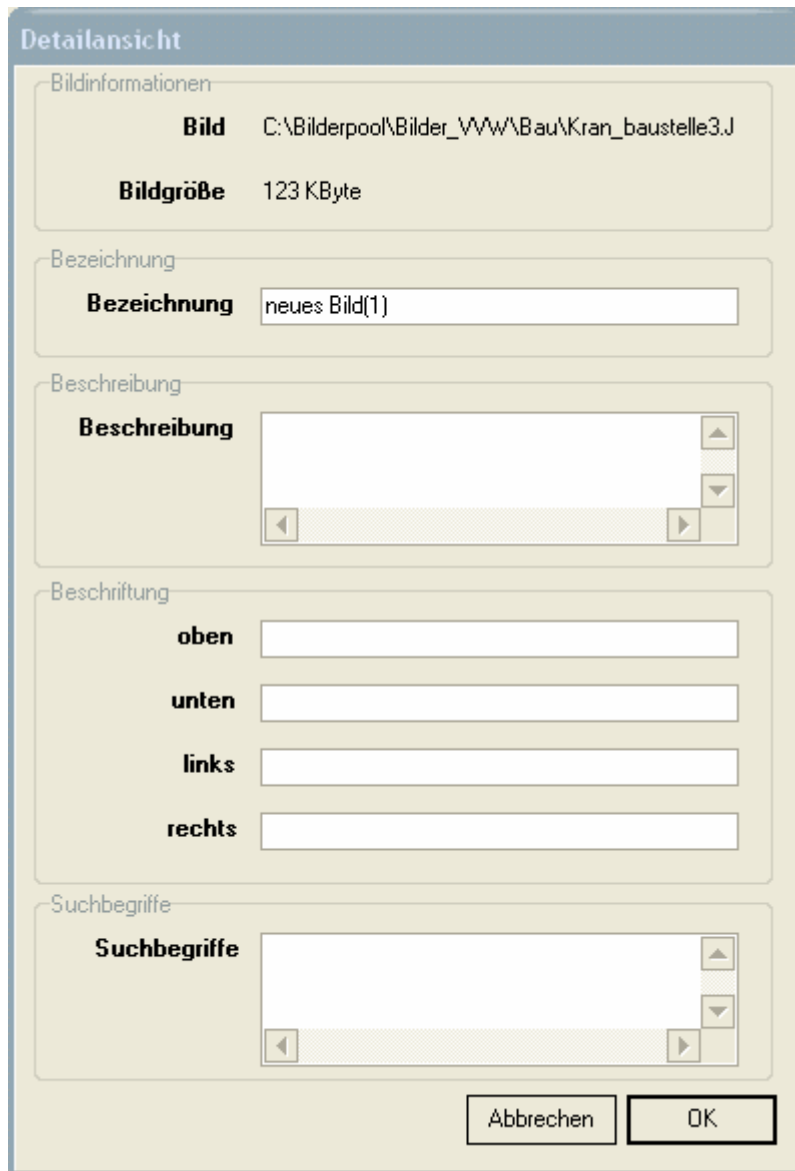 Detailansicht
Bildinformationen
Bild C:\Bilderpool\Bilder_VVW\Bau\Kran_baustelle3.J
Bildgröße 123 KByte
Bezeichnung
Bezeichnung neues Bild(1)
Beschreibung
Beschreibung
Beschriftung
oben
unten
links
rechts
Suchbegriffe
Suchbegriffe
Abbrechen OK